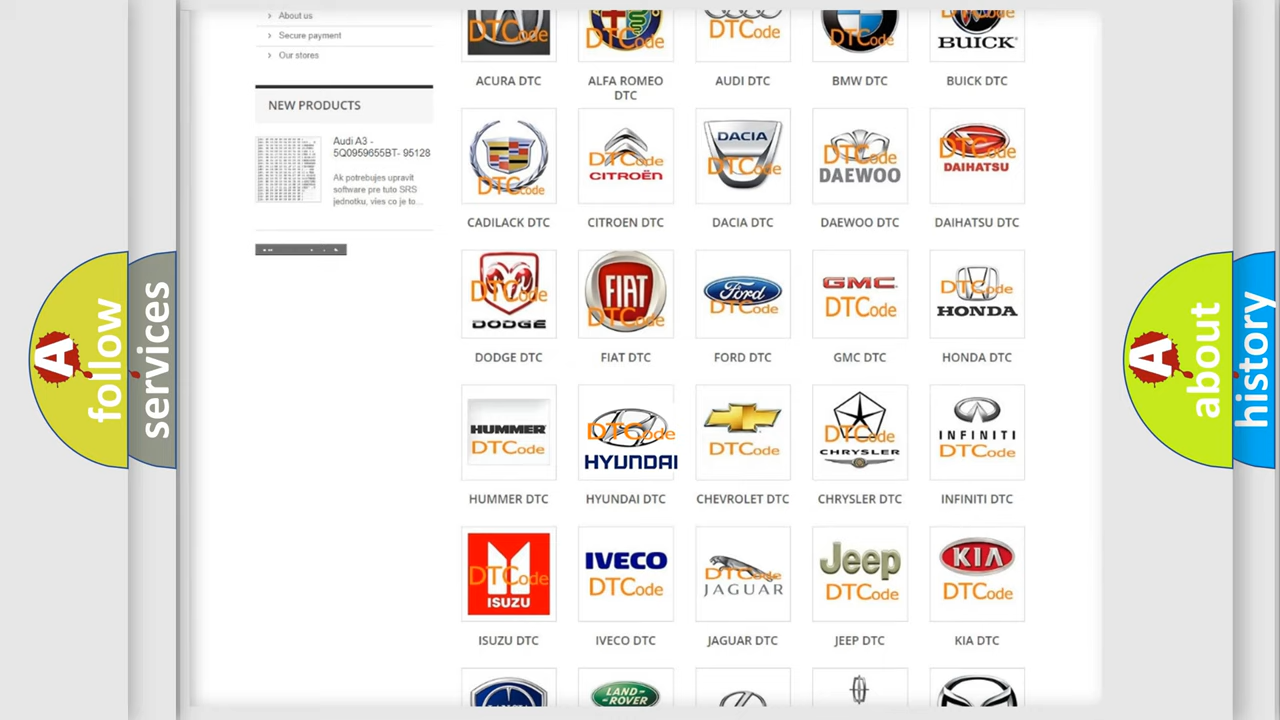 About us
Secure payment
Our stores
NEW PRODUCTS
Audi A3 -
5Q0959655BT- 95128
Ak potrebujes upravit
software pre tuto SRS
jednotku, vies co je to...
DTCode
DTCode
DTCode
DTCode
BUICK
ACURA DTC
ALFA ROMEO
DTC
AUDI DTC
BMW DTC
BUICK DTC
DTCode
DTCode
CITROËN
DACIA
DTCode
DTCode
DAEWOO
DTCode
DAIHATSU
CADILACK DTC
CITROEN DTC
DACIA DTC
DAEWOO DTC
DAIHATSU DTC
DTCode
DODGE
FIAT
DTCode
Ford
DTCode
GMC
DTCode
DTCode
HONDA
DODGE DTC
FIAT DTC
FORD DTC
GMC DTC
HONDA DTC
HUMMER
DTCode
DTCode
HYUNDAI
DTCode
DTCode
CHRYSLER
INFINITI
DTCode
HUMMER DTC
HYUNDAI DTC
CHEVROLET DTC
CHRYSLER DTC
INFINITI DTC
DTCode
ISUZU
IVECO
DTCode
DTCode
JAGUAR
Jeep
DTCode
KIA
DTCode
ISUZU DTC
IVECO DTC
JAGUAR DTC
JEEP DTC
KIA DTC
LAND-
ROVER
A
follow
services
A
about
history